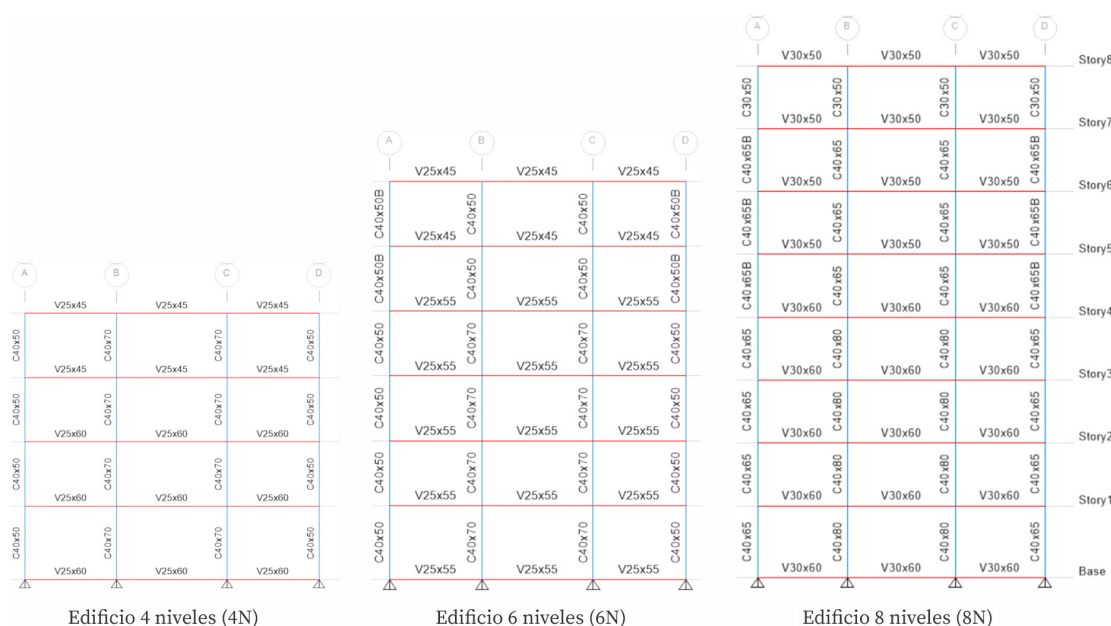 A B C D
V25x45 V25x45 V25x45
C40x50 C40x70 C40x70 C40x50
V25x45 V25x45 V25x45
C40x50 C40x70 C40x70 C40x50
V25x60 V25x60 V25x60
C40x50 C40x70 C40x70 C40x50
V25x60 V25x60 V25x60
C40x50 C40x70 C40x70 C40x50
V25x60 V25x60 V25x60
Edificio 4 niveles (4N)
A B C D
V25x45 V25x45 V25x45
C40x50B C40x50 C40x50 C40x50B
V25x45 V25x45 V25x45
C40x50B C40x50 C40x50 C40x50B
V25x55 V25x55 V25x55
C40x50 C40x70 C40x70 C40x50
V25x55 V25x55 V25x55
C40x50 C40x70 C40x70 C40x50
V25x55 V25x55 V25x55
C40x50 C40x70 C40x70 C40x50
V25x55 V25x55 V25x55
C40x50 C40x70 C40x70 C40x50
V25x55 V25x55 V25x55
Edificio 6 niveles (6N)
A B C D
V30x50 V30x50 V30x50 Story8
C30x50 C30x50 C30x50 C30x50
V30x50 V30x50 V30x50 Story7
C40x65B C40x65 C40x65 C40x65B
V30x50 V30x50 V30x50 Story6
C40x65B C40x65 C40x65 C40x65B
V30x50 V30x50 V30x50 Story5
C40x65B C40x65 C40x65 C40x65B
V30x60 V30x60 V30x60 Story4
C40x65 C40x80 C40x80 C40x65
V30x60 V30x60 V30x60 Story3
C40x65 C40x80 C40x80 C40x65
V30x60 V30x60 V30x60 Story2
C40x65 C40x80 C40x80 C40x65
V30x60 V30x60 V30x60 Story1
C40x65 C40x80 C40x80 C40x65
V30x60 V30x60 V30x60 Base
Edificio 8 niveles (8N)